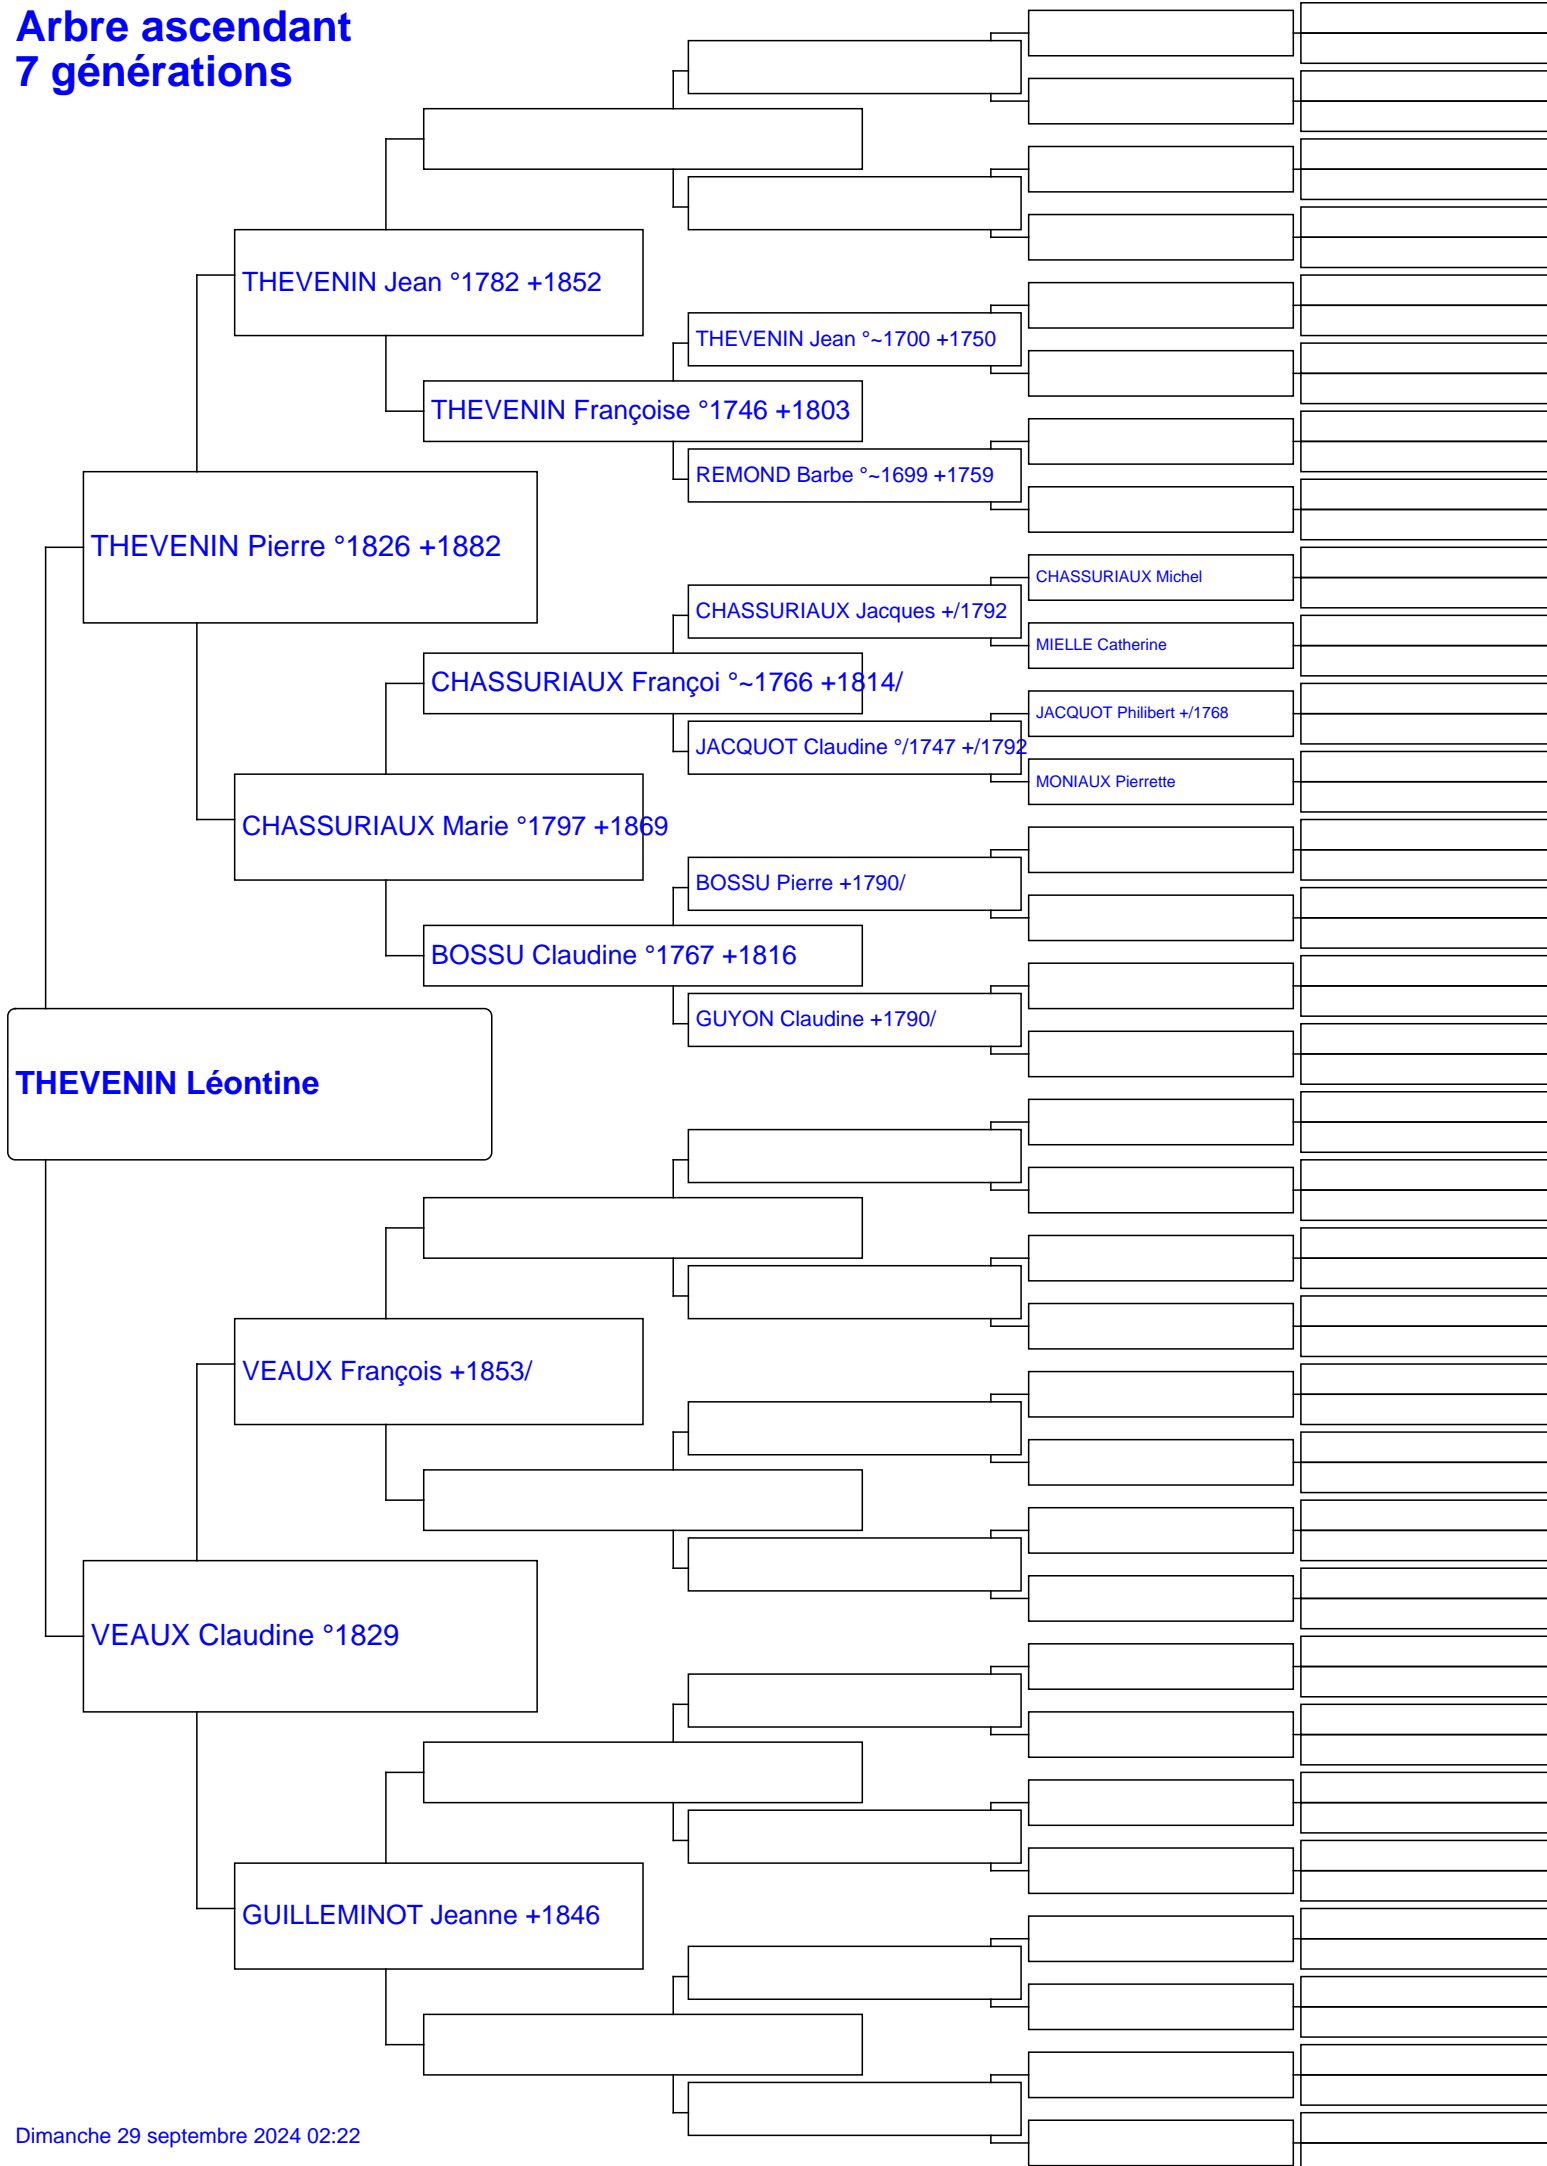 Arbre ascendant
7 générations
THEVENIN Jean °1782 +1852
THEVENIN Jean °~1700 +1750
THEVENIN Françoise °1746 +1803
REMOND Barbe °~1699 +1759
THEVENIN Pierre °1826 +1882
CHASSURIAUX Michel
CHASSURIAUX Jacques +/1792
MIELLE Catherine
CHASSURIAUX Françoi °~1766 +1814/
JACQUOT Philibert +/1768
JACQUOT Claudine °/1747 +/1792
MONIAUX Pierrette
CHASSURIAUX Marie °1797 +1869
BOSSU Pierre +1790/
BOSSU Claudine °1767 +1816
GUYON Claudine +1790/
THEVENIN Léontine
VEAUX François +1853/
VEAUX Claudine °1829
GUILLEMINOT Jeanne +1846
Dimanche 29 septembre 2024 02:22